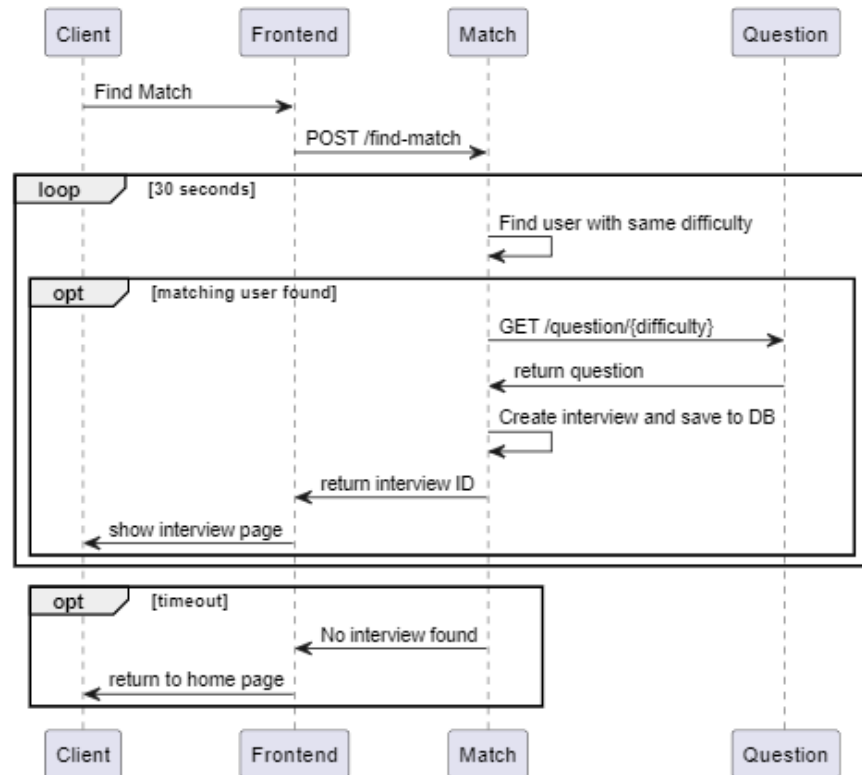 Client Frontend Match Question
Find Match
POST /find-match
loop [30 seconds]
Find user with same difficulty
opt [matching user found]
GET /question/{difficulty}
return question
Create interview and save to DB
return interview ID
show interview page
opt [timeout]
No interview found
return to home page
Client Frontend Match Question